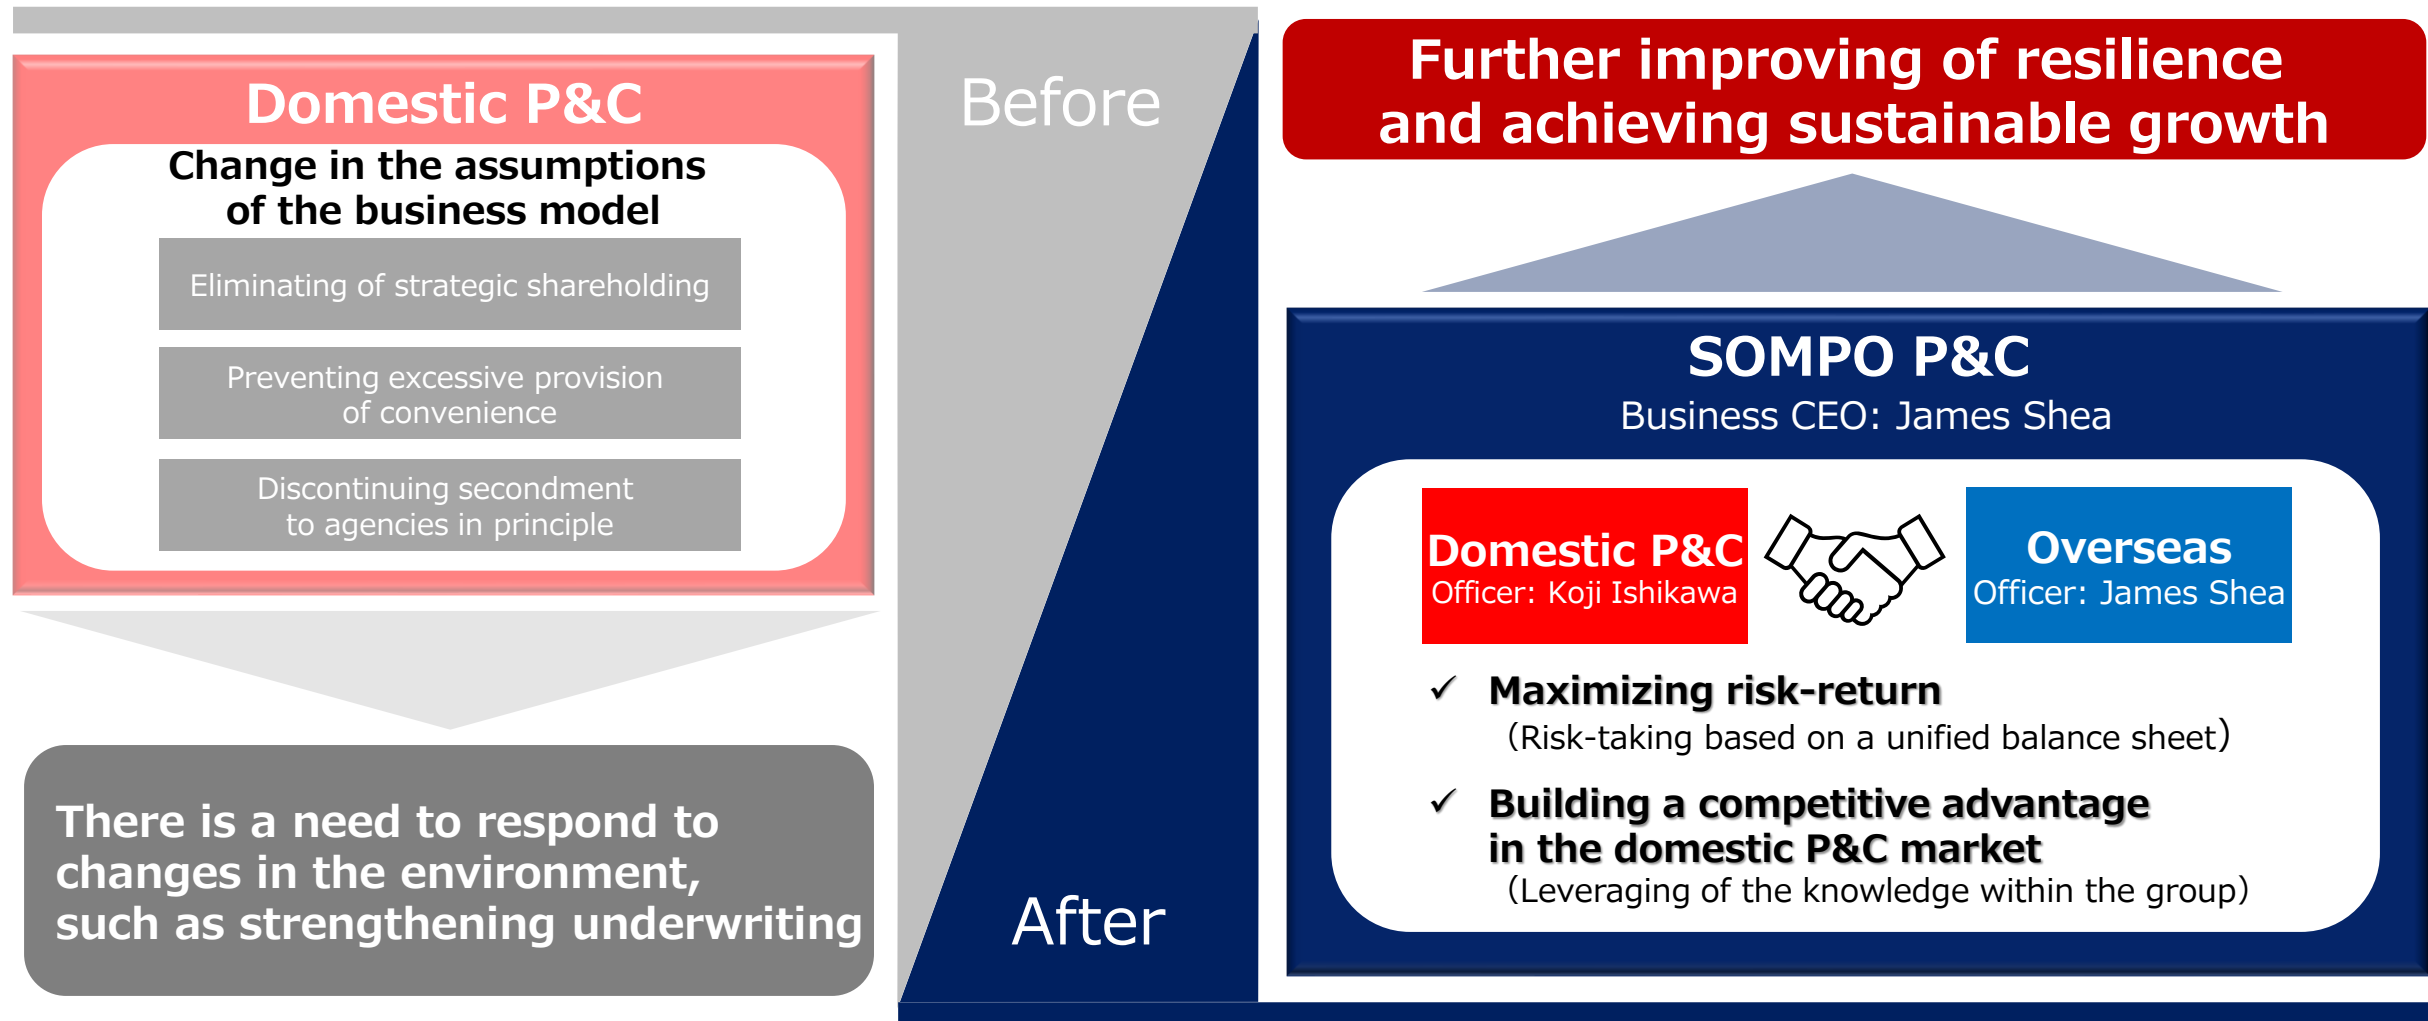 Before
Domestic P&C
Change in the assumptions
of the business model
Eliminating of strategic shareholding
Preventing excessive provision
of convenience
Discontinuing secondment
to agencies in principle
There is a need to respond to
changes in the environment,
such as strengthening underwriting
After
Further improving of resilience
and achieving sustainable growth
SOMPO P&C
Business CEO: James Shea
Domestic P&C
Officer: Koji Ishikawa
Overseas
Officer: James Shea
✓ Maximizing risk-return
（Risk-taking based on a unified balance sheet）
✓ Building a competitive advantage
in the domestic P&C market
（Leveraging of the knowledge within the group）